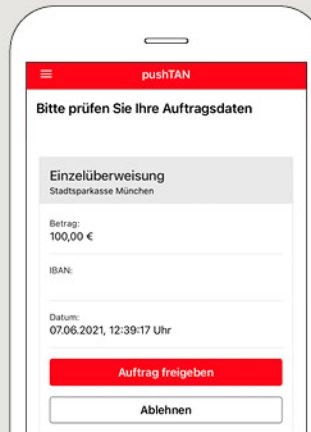 pushTAN
Bitte prüfen Sie Ihre Auftragsdaten
Einzelüberweisung
Stadtsparkasse München
Betrag:
100,00 €
IBAN:
Datum:
07.06.2021, 12:39:17 Uhr
Auftrag freigeben
Ablehnen